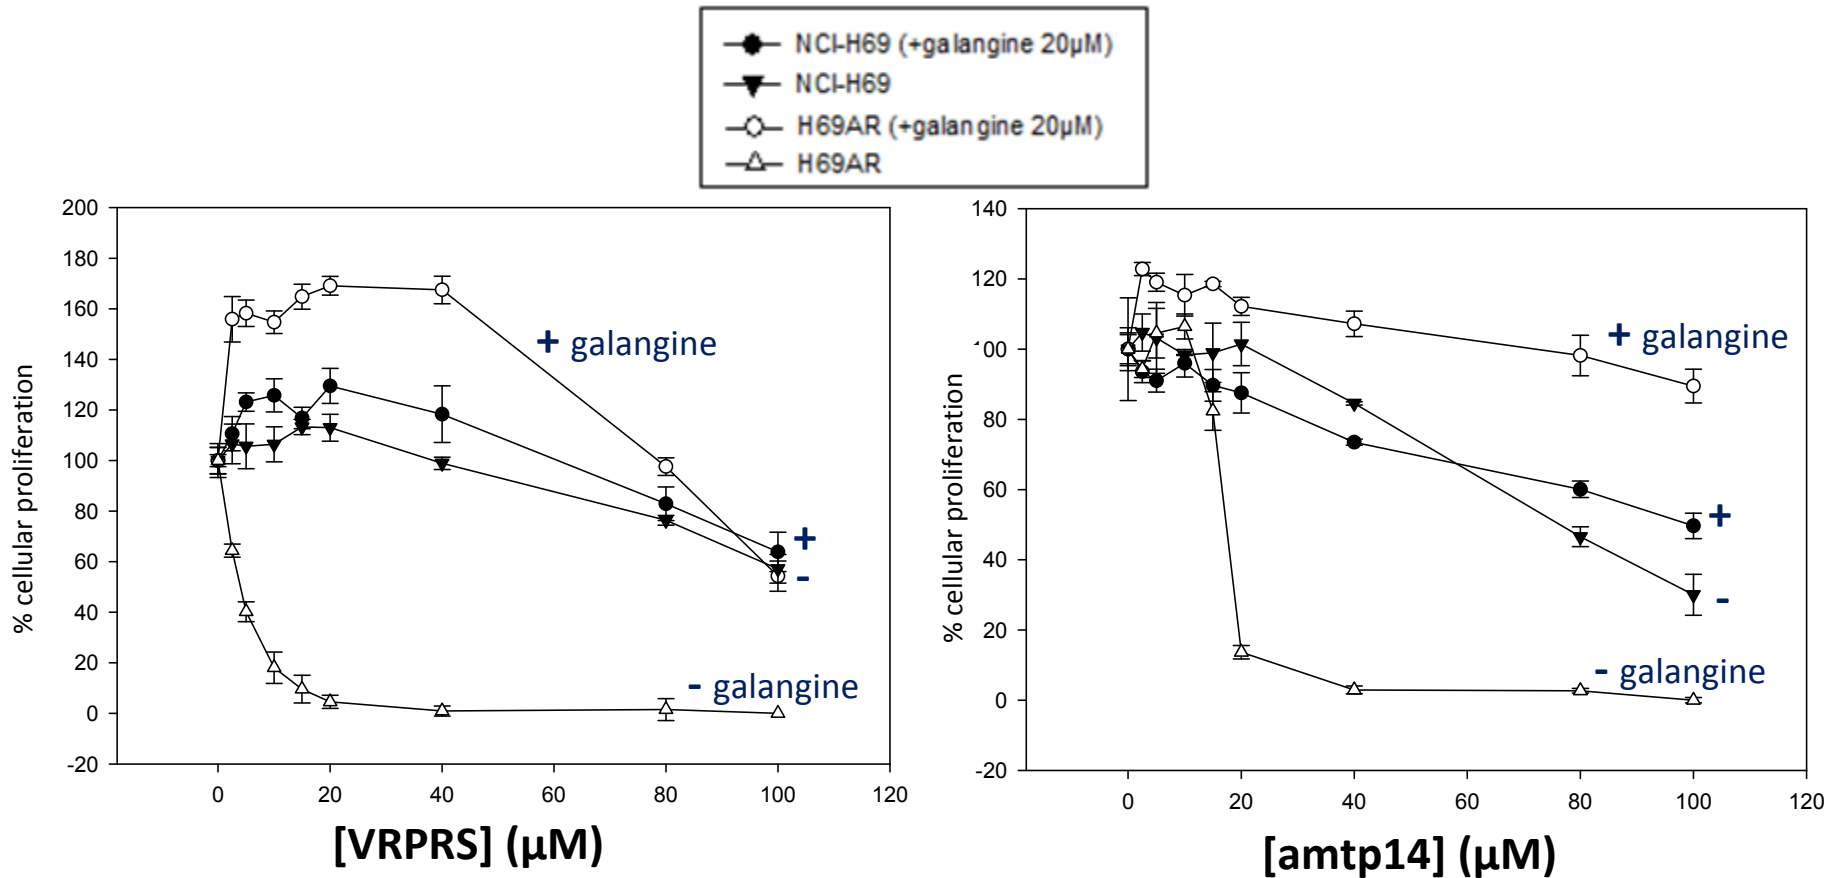 NCI-H69 (+galangine 20µM)
NCI-H69
H69AR (+galangine 20µM)
H69AR
200
180
160
140
120
100
80
60
40
20
0
-20
% cellular proliferation
+ galangine
+
-
- galangine
0 20 40 60 80 100 120
[VRPRS] (µM)
140
120
100
80
60
40
20
0
-20
% cellular proliferation
+ galangine
+
-
- galangine
0 20 40 60 80 100 120
[amtp14] (µM)